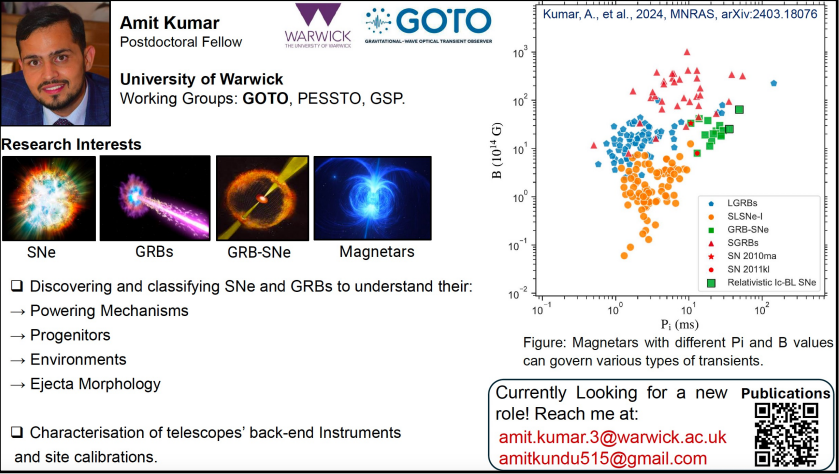 Amit Kumar
Postdoctoral Fellow
WARWICK
THE UNIVERSITY OF WARWICK
GOTO
GRAVITATIONAL-WAVE OPTICAL TRANSIENT OBSERVER
University of Warwick
Working Groups: GOTO, PESSTO, GSP.
Research Interests
SNe
GRBs
GRB-SNe
Magnetars
❑ Discovering and classifying SNe and GRBs to understand their:
→ Powering Mechanisms
→ Progenitors
→ Environments
→ Ejecta Morphology
❑ Characterisation of telescopes’ back-end Instruments
and site calibrations.
Kumar, A., et al., 2024, MNRAS, arXiv:2403.18076
B (10¹⁴ G)
10³
10²
10¹
10⁰
10⁻¹
10⁻²
LGRBs
SLSNe-I
GRB-SNe
SGRBs
SN 2010ma
SN 2011kl
Relativistic Ic-BL SNe
10⁻¹ 10⁰ 10¹ 10²
Pᵢ (ms)
Figure: Magnetars with different Pi and B values
can govern various types of transients.
Currently Looking for a new
role! Reach me at:
amit.kumar.3@warwick.ac.uk
amitkundu515@gmail.com
Publications